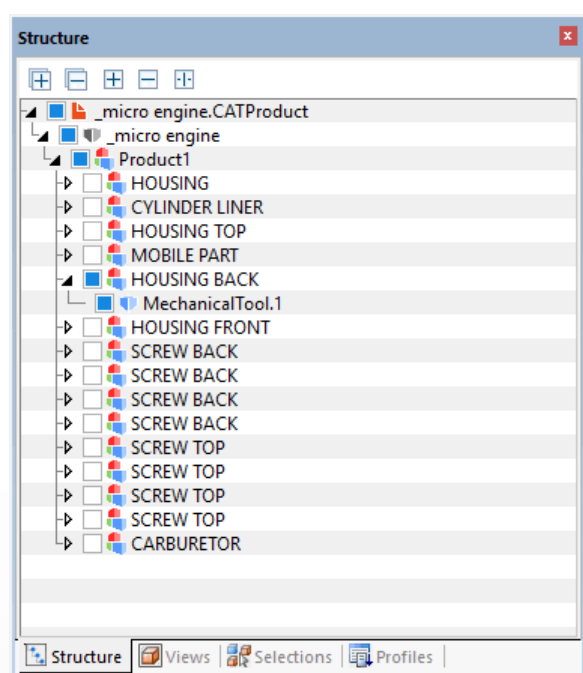 Structure
_micro engine.CATProduct
_micro engine
Product1
HOUSING
CYLINDER LINER
HOUSING TOP
MOBILE PART
HOUSING BACK
MechanicalTool.1
HOUSING FRONT
SCREW BACK
SCREW BACK
SCREW BACK
SCREW BACK
SCREW TOP
SCREW TOP
SCREW TOP
SCREW TOP
CARBURETOR
Structure Views Selections Profiles